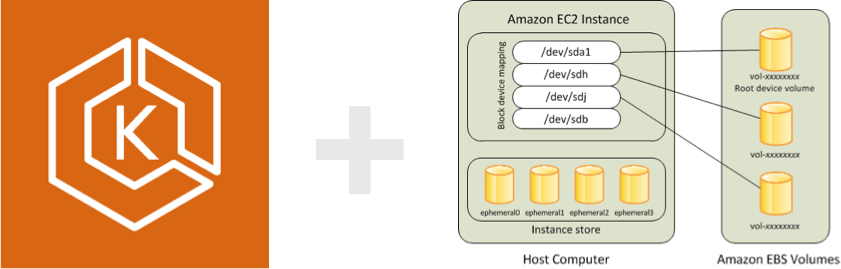 K
Amazon EC2 Instance
Block device mapping
/dev/sda1
/dev/sdh
/dev/sdj
/dev/sdb
ephemeral0 ephemeral1 ephemeral2 ephemeral3
Instance store
Host Computer
vol-xxxxxxxx
Root device volume
vol-xxxxxxxx
vol-xxxxxxxx
Amazon EBS Volumes